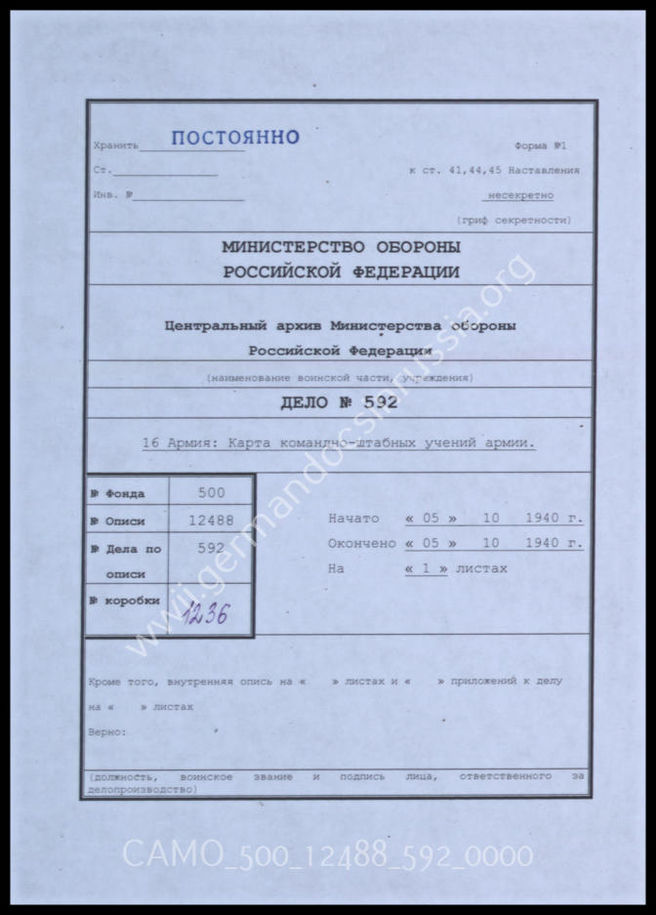 Хранить ПОСТОЯННО
Форма №1
Ст.
к ст. 41,44,45 Наставления
Инв. №
несекретно
(гриф секретности)
МИНИСТЕРСТВО ОБОРОНЫ
РОССИЙСКОЙ ФЕДЕРАЦИИ
Центральный архив Министерства обороны
Российской Федерации
(наименование воинской части, учреждения)
ДЕЛО № 592
16 Армия: Карта командно-штабных учений армии.
№ Фонда 500
№ Описи 12488
№ Дела по описи 592
№ коробки 1236
Начато « 05 » 10 1940 г.
Окончено « 05 » 10 1940 г.
На « 1 » листах
Кроме того, внутренняя опись на « » листах и « » приложений к делу
на « » листах
Верно:
(должность, воинское звание и подпись лица, ответственного за
делопроизводство)
wwii.germandocsinrussia.org
CAMO_500_12488_592_0000